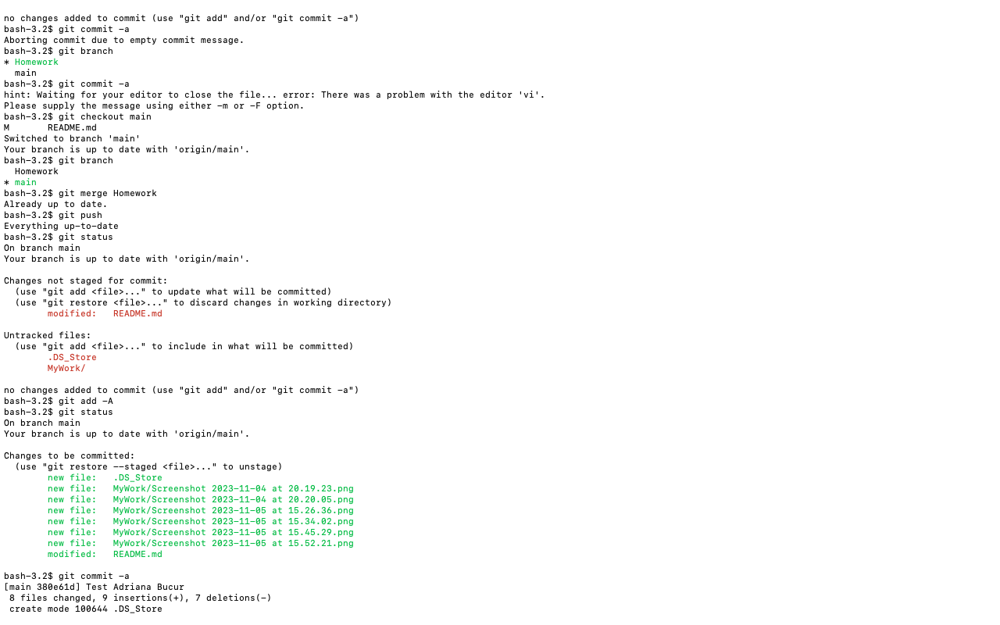 no changes added to commit (use "git add" and/or "git commit -a")
bash-3.2$ git commit -a
Aborting commit due to empty commit message.
bash-3.2$ git branch
* Homework
  main
bash-3.2$ git commit -a
hint: Waiting for your editor to close the file... error: There was a problem with the editor 'vi'.
Please supply the message using either -m or -F option.
bash-3.2$ git checkout main
M       README.md
Switched to branch 'main'
Your branch is up to date with 'origin/main'.
bash-3.2$ git branch
  Homework
* main
bash-3.2$ git merge Homework
Already up to date.
bash-3.2$ git push
Everything up-to-date
bash-3.2$ git status
On branch main
Your branch is up to date with 'origin/main'.

Changes not staged for commit:
  (use "git add <file>..." to update what will be committed)
  (use "git restore <file>..." to discard changes in working directory)
        modified:   README.md

Untracked files:
  (use "git add <file>..." to include in what will be committed)
        .DS_Store
        MyWork/

no changes added to commit (use "git add" and/or "git commit -a")
bash-3.2$ git add -A
bash-3.2$ git status
On branch main
Your branch is up to date with 'origin/main'.

Changes to be committed:
  (use "git restore --staged <file>..." to unstage)
        new file:   .DS_Store
        new file:   MyWork/Screenshot 2023-11-04 at 20.19.23.png
        new file:   MyWork/Screenshot 2023-11-04 at 20.20.05.png
        new file:   MyWork/Screenshot 2023-11-05 at 15.26.36.png
        new file:   MyWork/Screenshot 2023-11-05 at 15.34.02.png
        new file:   MyWork/Screenshot 2023-11-05 at 15.45.29.png
        new file:   MyWork/Screenshot 2023-11-05 at 15.52.21.png
        modified:   README.md

bash-3.2$ git commit -a
[main 380e61d] Test Adriana Bucur
 8 files changed, 9 insertions(+), 7 deletions(-)
 create mode 100644 .DS_Store